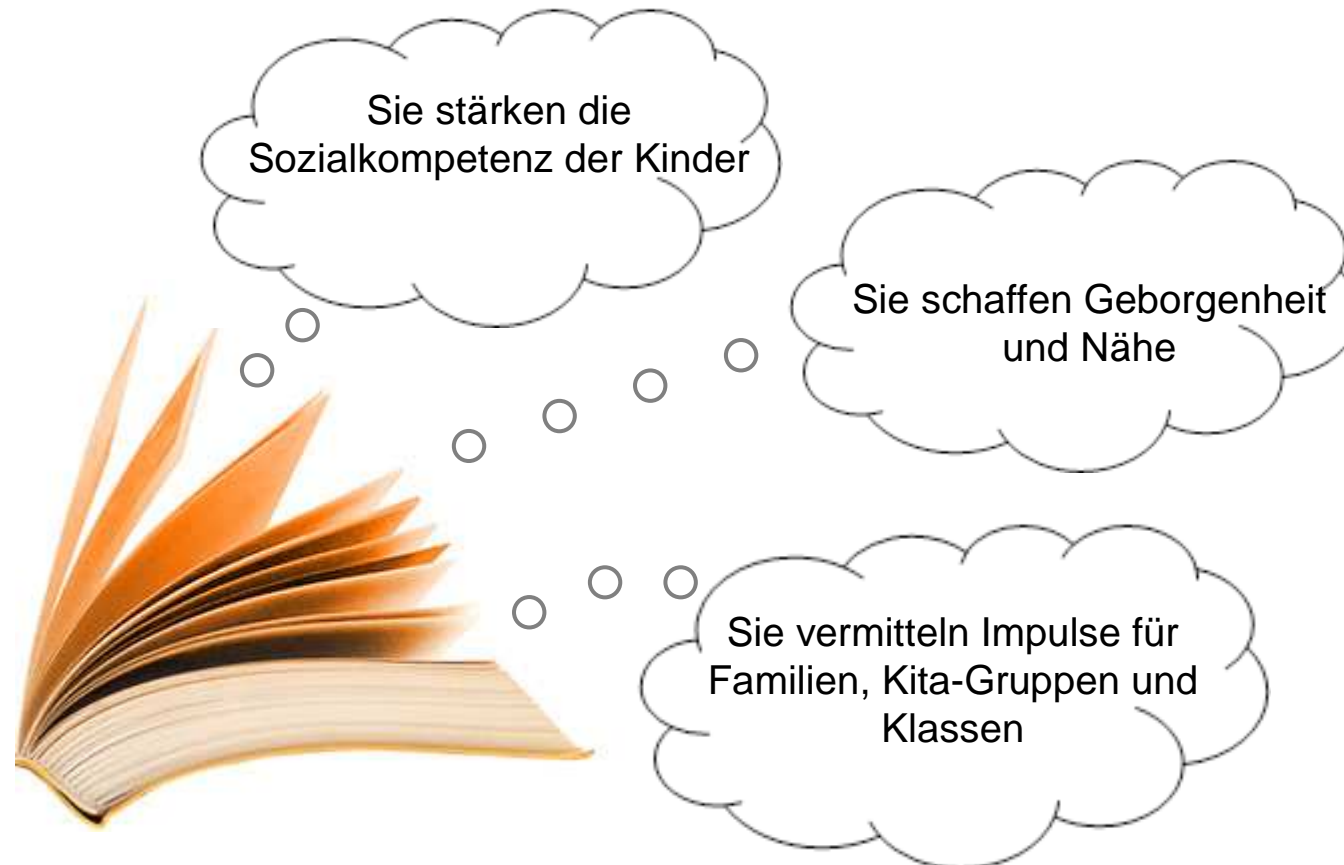 Sie stärken die
Sozialkompetenz der Kinder
Sie schaffen Geborgenheit
und Nähe
Sie vermitteln Impulse für
Familien, Kita-Gruppen und
Klassen